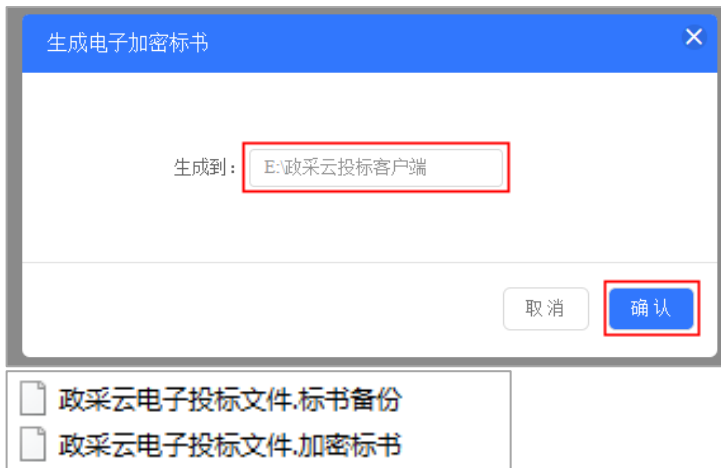 生成电子加密标书
生成到：E:\政采云投标客户端
取消 确认
政采云电子投标文件.标书备份
政采云电子投标文件.加密标书